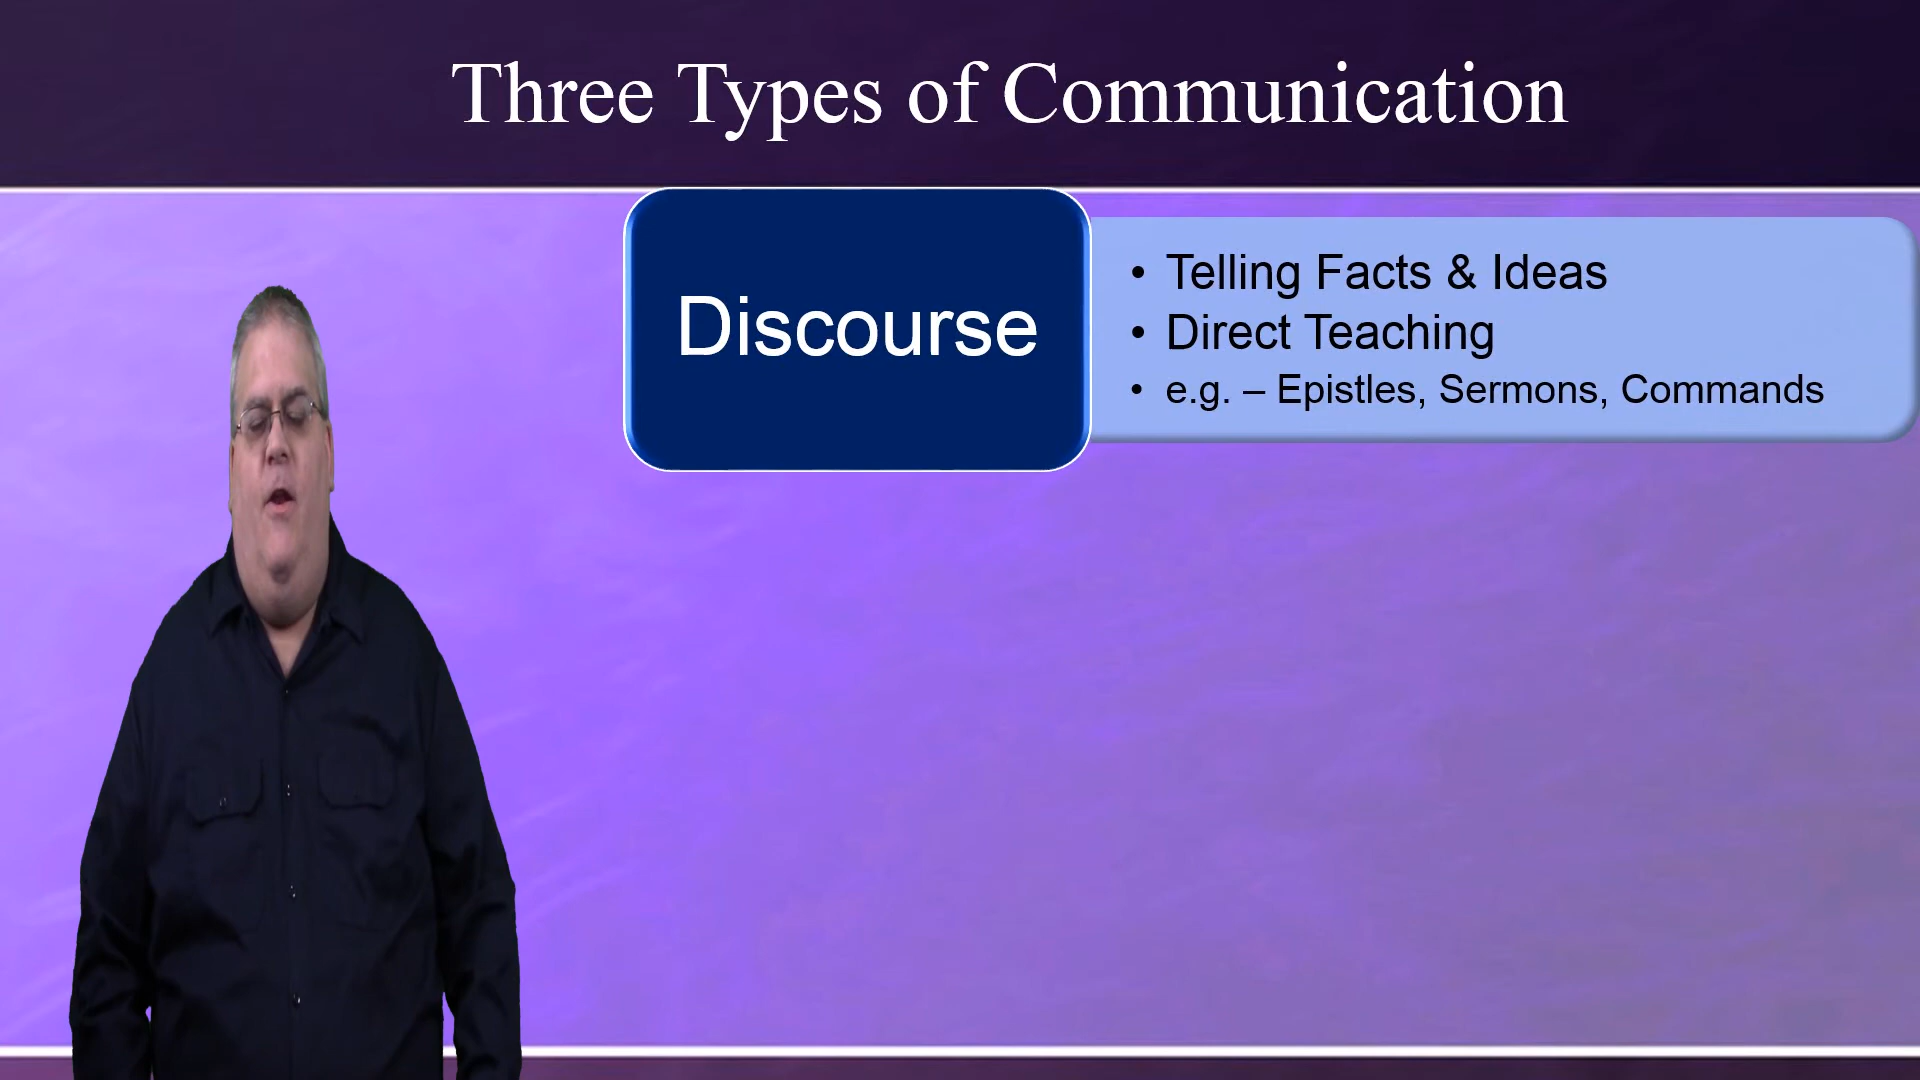 Three Types of Communication
Discourse
• Telling Facts & Ideas
• Direct Teaching
• e.g. – Epistles, Sermons, Commands